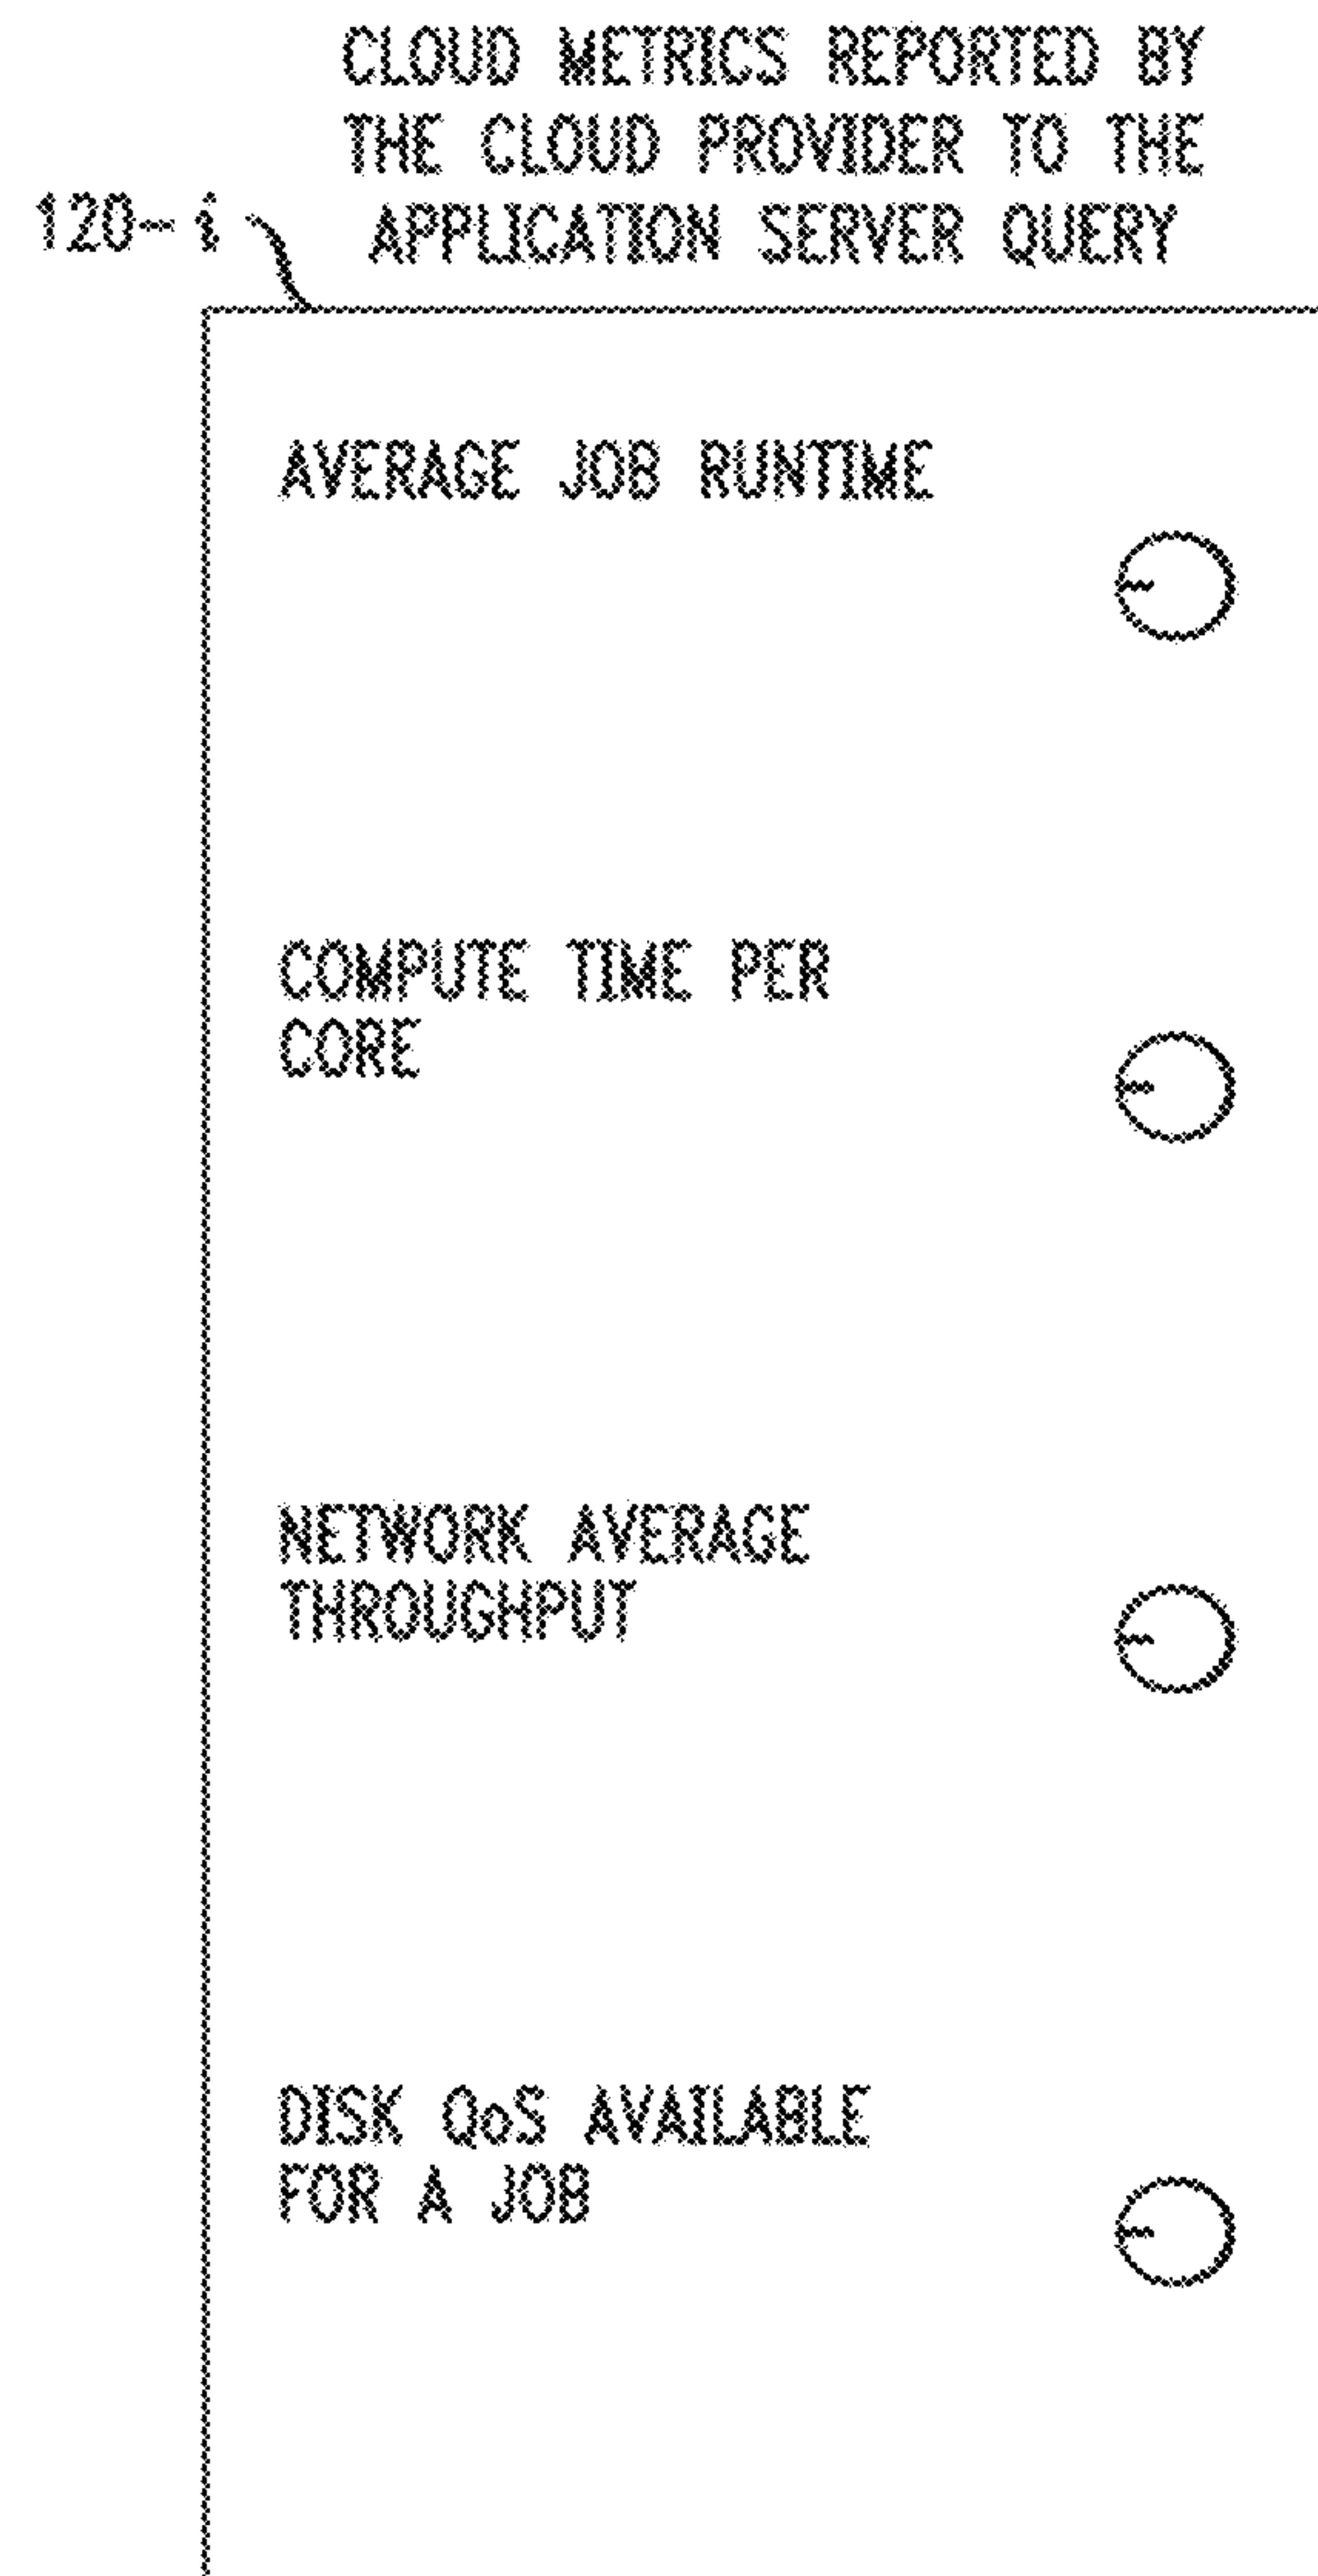 CLOUD METRICS REPORTED BY
THE CLOUD PROVIDER TO THE
APPLICATION SERVER QUERY
120-i
AVERAGE JOB RUNTIME
COMPUTE TIME PER
CORE
NETWORK AVERAGE
THROUGHPUT
DISK QoS AVAILABLE
FOR A JOB